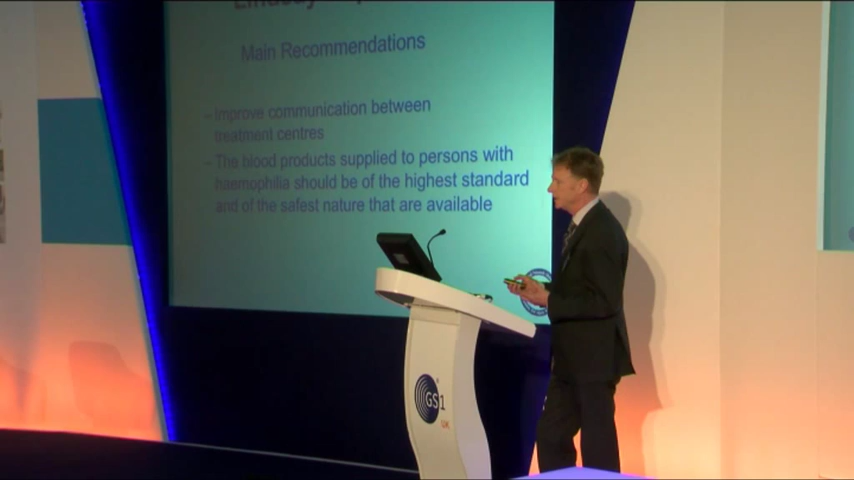 Main Recommendations
– Improve communication between
treatment centres
– The blood products supplied to persons with
haemophilia should be of the highest standard
and of the safest nature that are available
GS1
UK